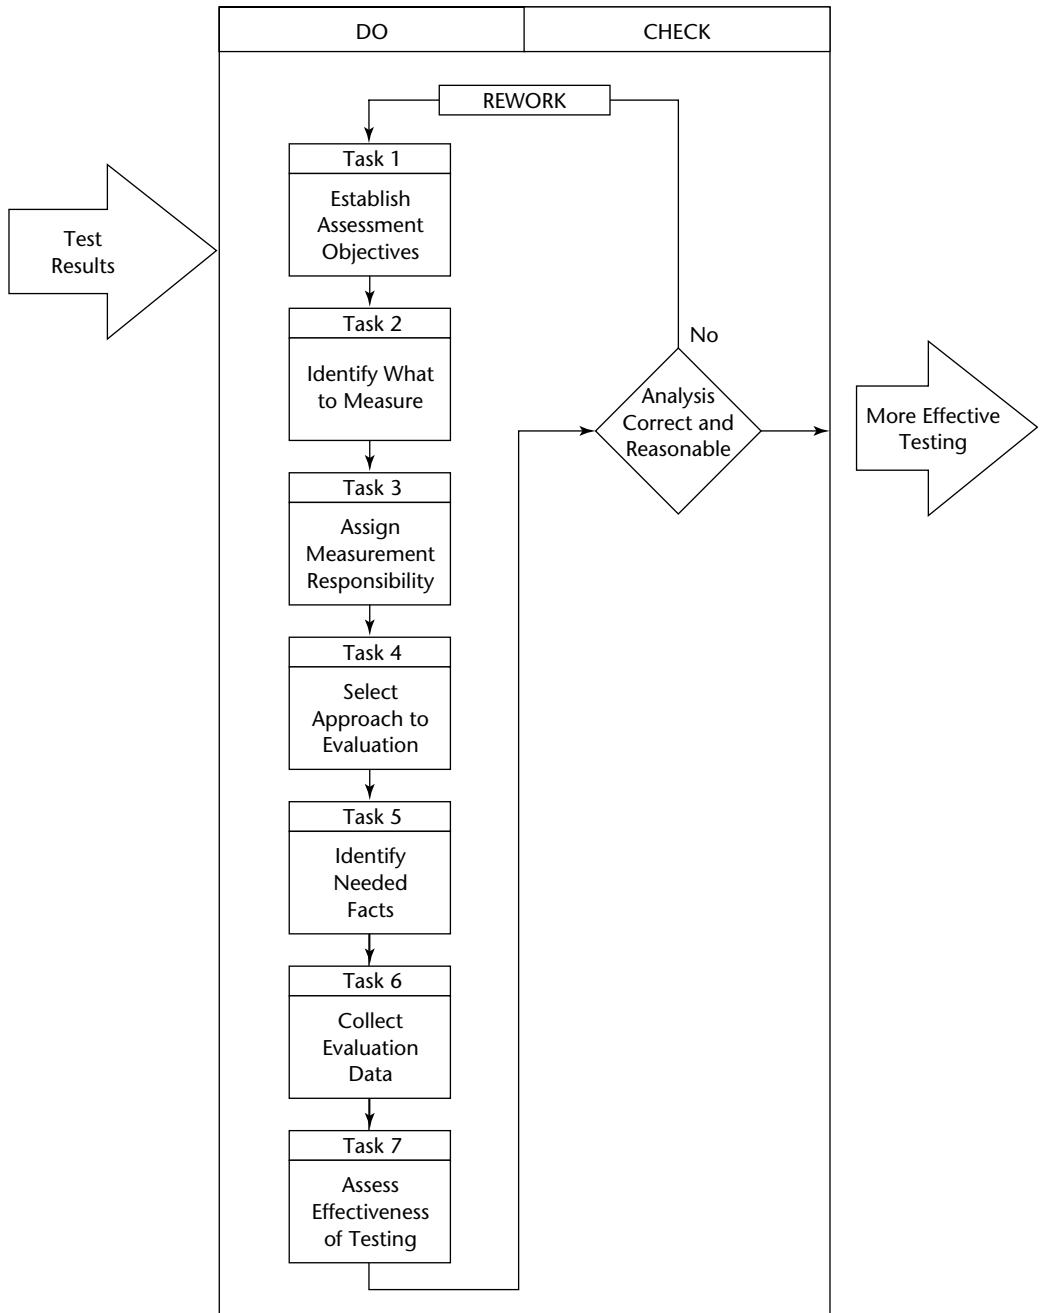 DO
CHECK
REWORK
Task 1
Establish
Assessment
Objectives
Test
Results
Task 2
Identify What
to Measure
No
Analysis
Correct and
Reasonable
More Effective
Testing
Task 3
Assign
Measurement
Responsibility
Task 4
Select
Approach to
Evaluation
Task 5
Identify
Needed
Facts
Task 6
Collect
Evaluation
Data
Task 7
Assess
Effectiveness
of Testing